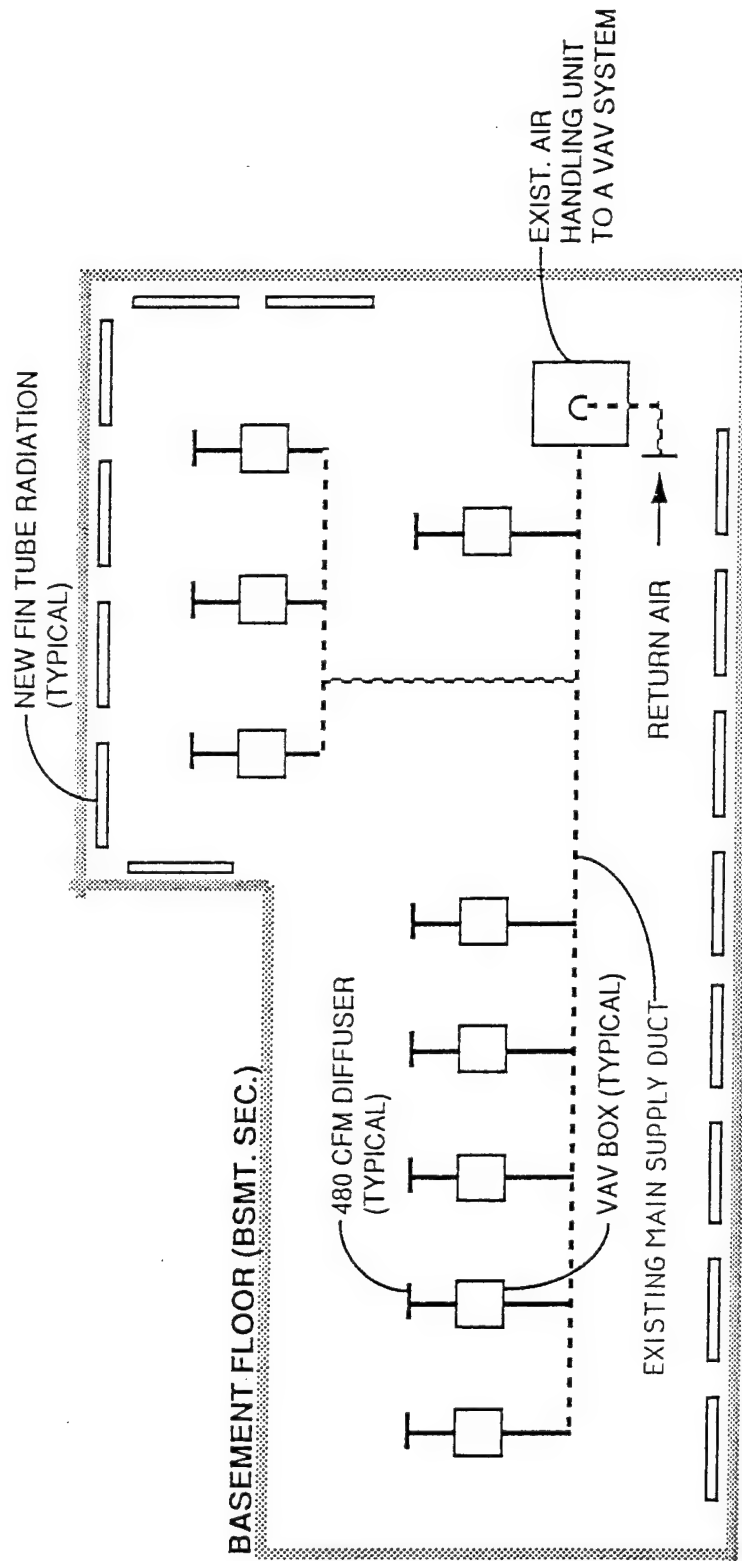 BASEMENT FLOOR (BSMT. SEC.)
NEW FIN TUBE RADIATION
(TYPICAL)
480 CFM DIFFUSER
(TYPICAL)
VAV BOX (TYPICAL)
EXISTING MAIN SUPPLY DUCT
RETURN AIR
EXIST. AIR
HANDLING UNIT
TO A VAV SYSTEM